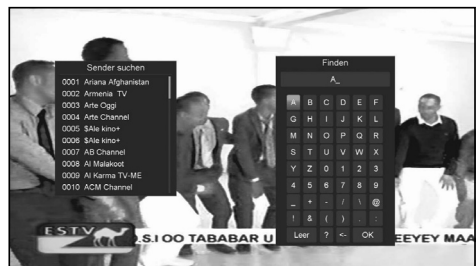 Sender suchen
0001 Ariana Afghanistan
0002 Armenia TV
0003 Arte Oggi
0004 Arte Channel
0005 $Ale kino+
0006 $Ale kino+
0007 AB Channel
0008 Al Malakoot
0009 Al Karma TV-ME
0010 ACM Channel
Finden
A_
A B C D E F
G H I J K L
M N O P Q R
S T U V W X
Y Z 0 1 2 3
4 5 6 7 8 9
_ + - / \ @
! & ( ) . :
Leer ? <- OK
ESTV
O.S.I OO TABABAR U EEYEY MAA